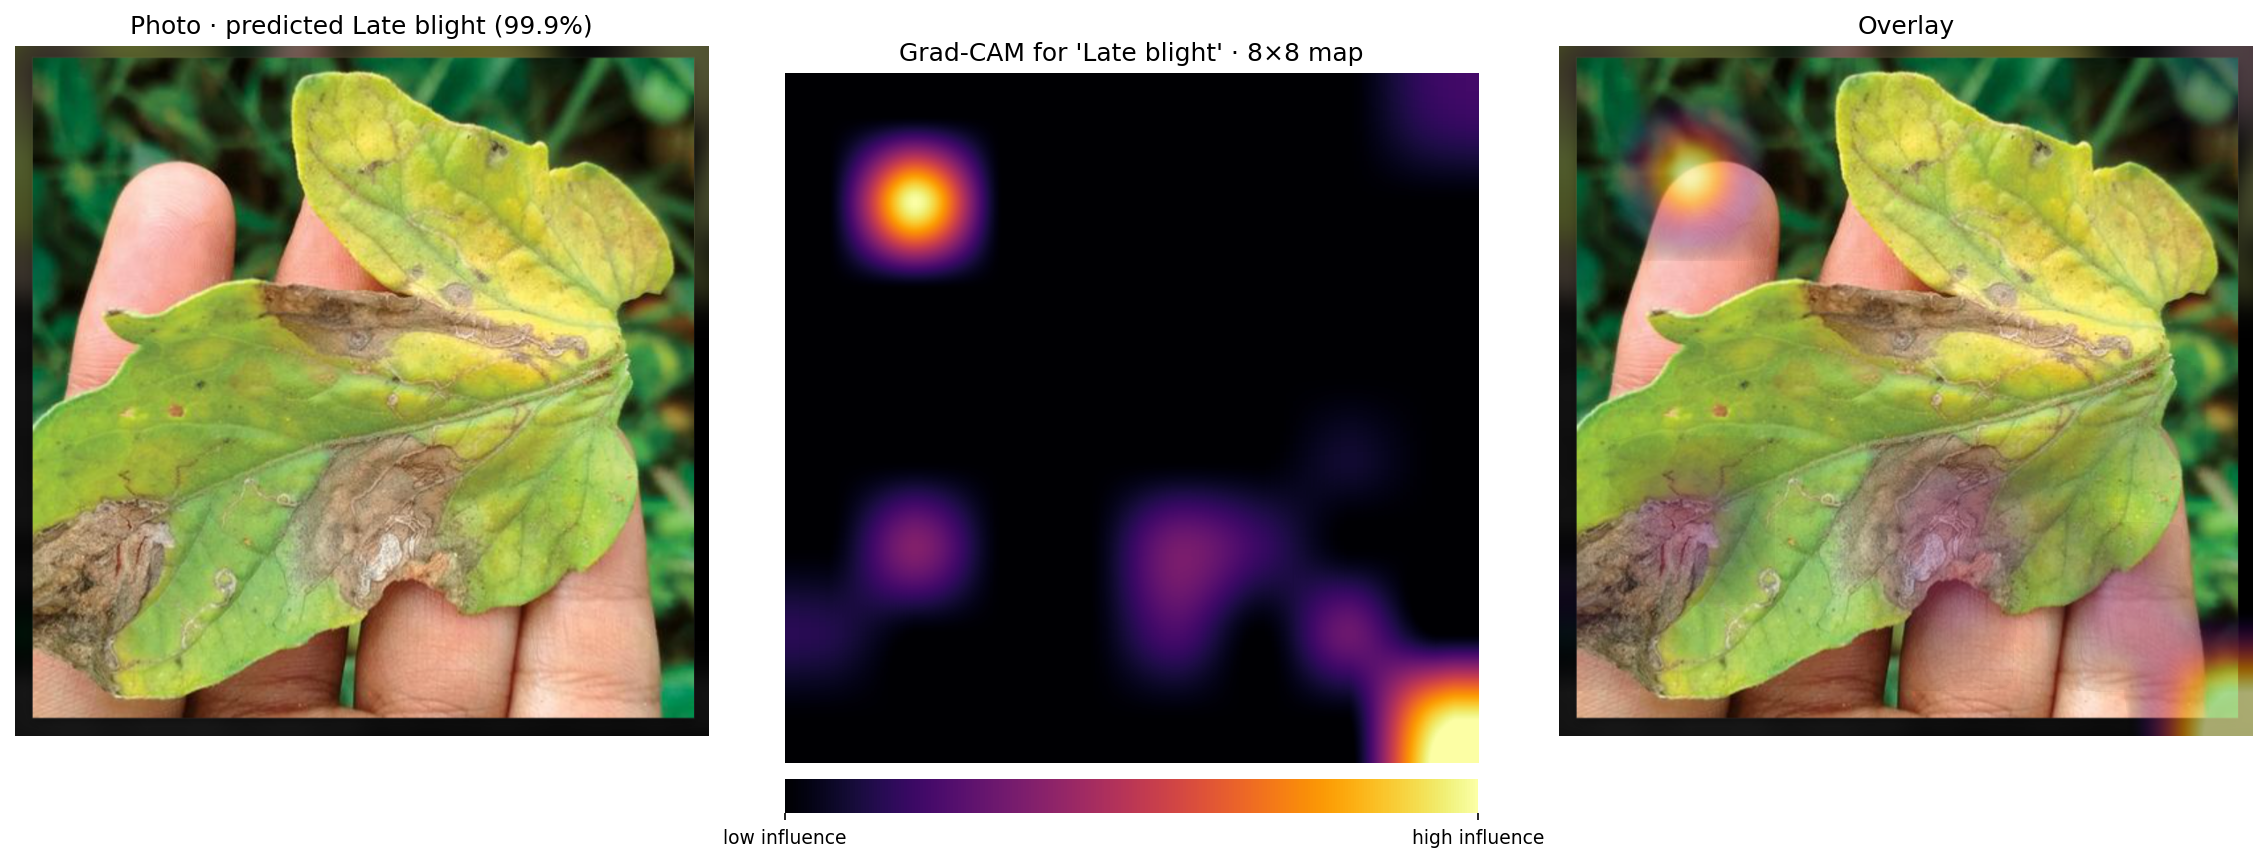 Photo · predicted Late blight (99.9%)
Grad-CAM for 'Late blight' · 8×8 map
Overlay
low influence
high influence